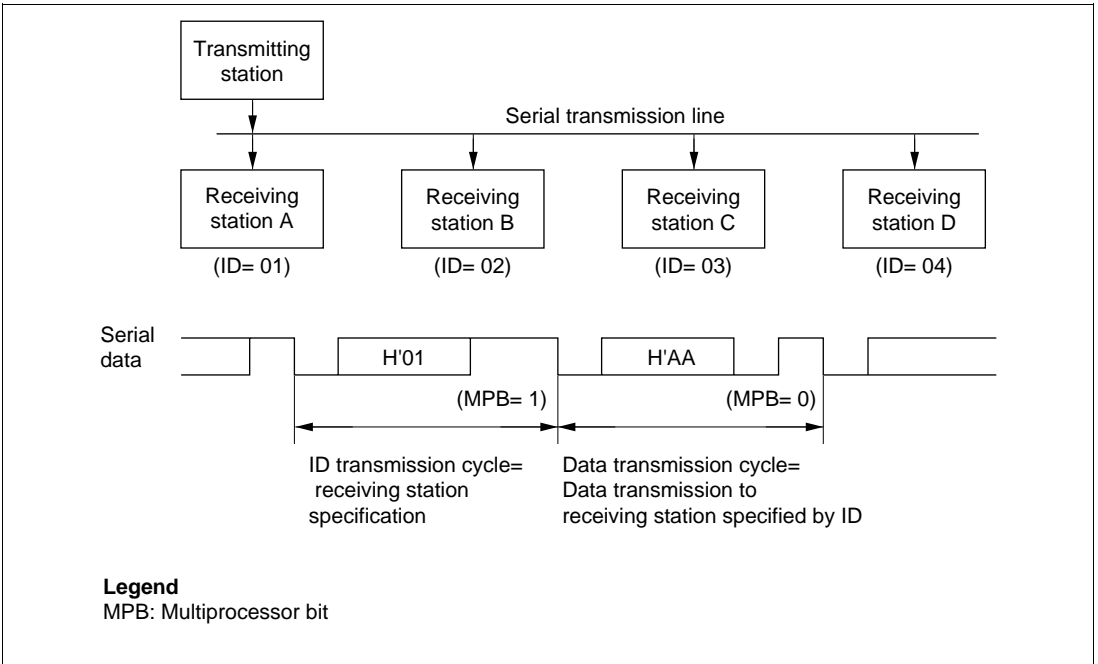 Transmitting
station
Serial transmission line
Receiving
station A
Receiving
station B
Receiving
station C
Receiving
station D
(ID= 01)
(ID= 02)
(ID= 03)
(ID= 04)
Serial
data
H'01
H'AA
(MPB= 1)
(MPB= 0)
ID transmission cycle=
receiving station
specification
Data transmission cycle=
Data transmission to
receiving station specified by ID
Legend
MPB: Multiprocessor bit